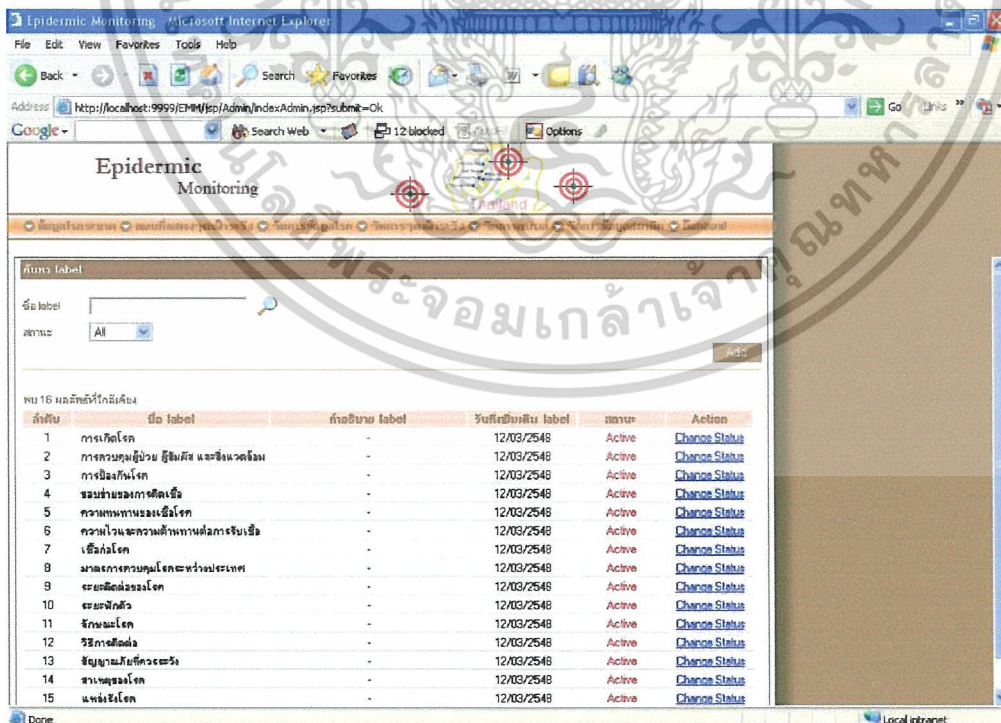 Epidermic Monitoring - Microsoft Internet Explorer
File Edit View Favorites Tools Help
Back Search Favorites
Address http://localhost:9999/EMM/jsp/Admin/indexAdmin.jsp?submit=Ok Go Links
Google Search Web 12 blocked Options
Epidermic
Monitoring
Thailand
ค้นหา label
ชื่อ label
สถานะ All
Add
พบ 16 ผลลัพธ์ที่ใกล้เคียง
ลำดับ ชื่อ label คำอธิบาย label วันที่เพิ่มเติม label สถานะ Action
1 การเกิดโรค - 12/03/2548 Active Change Status
2 การควบคุมผู้ป่วย ผู้สัมผัส และสิ่งแวดล้อม - 12/03/2548 Active Change Status
3 การป้องกันโรค - 12/03/2548 Active Change Status
4 ขอบข่ายของการติดเชื้อ - 12/03/2548 Active Change Status
5 ความทนทานของเชื้อโรค - 12/03/2548 Active Change Status
6 ความไวและความต้านทานต่อการรับเชื้อ - 12/03/2548 Active Change Status
7 เชื้อก่อโรค - 12/03/2548 Active Change Status
8 มาตรการควบคุมโรคระหว่างประเทศ - 12/03/2548 Active Change Status
9 ระยะติดต่อของโรค - 12/03/2548 Active Change Status
10 ระยะฟักตัว - 12/03/2548 Active Change Status
11 ลักษณะโรค - 12/03/2548 Active Change Status
12 วิธีการติดต่อ - 12/03/2548 Active Change Status
13 สัญญาณภัยที่ควรระวัง - 12/03/2548 Active Change Status
14 สาเหตุของโรค - 12/03/2548 Active Change Status
15 แหล่งรังโรค - 12/03/2548 Active Change Status
Done Local intranet